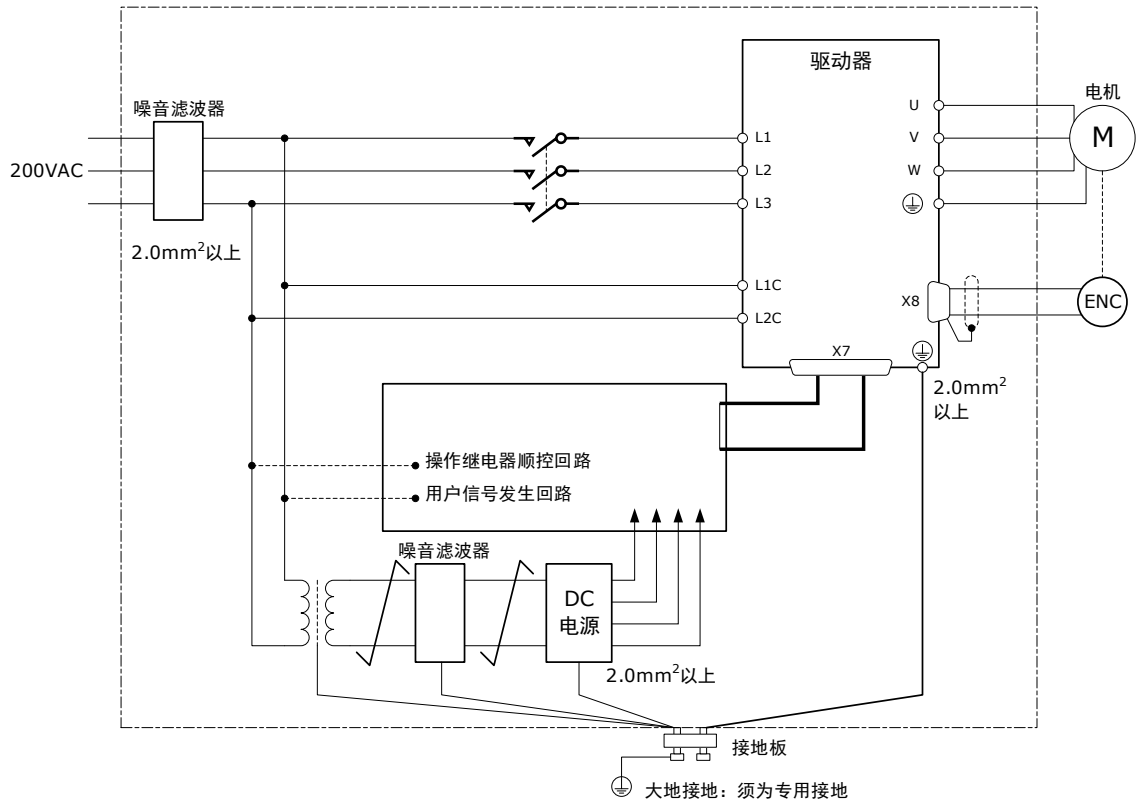 驱动器
电机
噪音滤波器
U
M
L1
V
200VAC
L2
W
L3
2.0mm²以上
L1C
X8
ENC
L2C
X7
2.0mm²
以上
操作继电器顺控回路
用户信号发生回路
噪音滤波器
DC
电源
2.0mm²以上
接地板
大地接地：须为专用接地